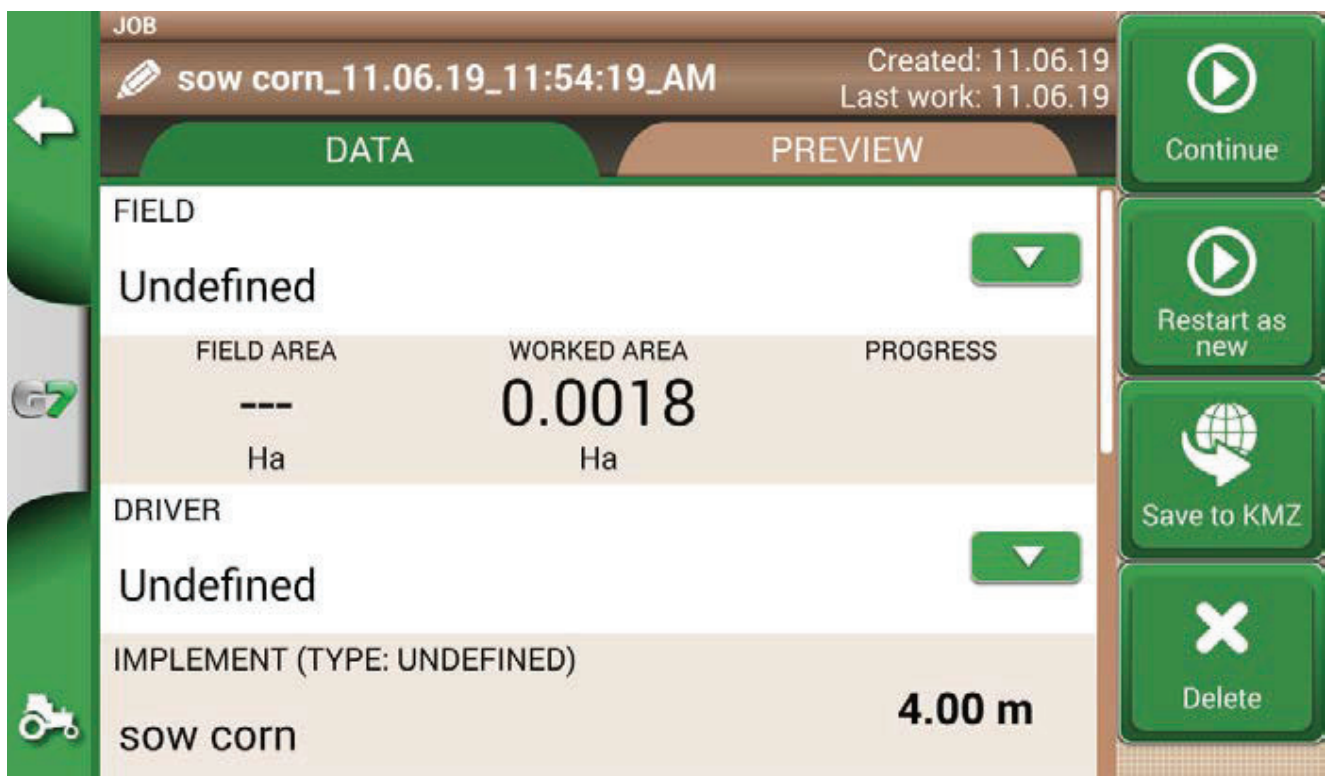 JOB
sow corn_11.06.19_11:54:19_AM
Created: 11.06.19
Last work: 11.06.19
DATA
PREVIEW
FIELD
Undefined
FIELD AREA
WORKED AREA
PROGRESS
---
0.0018
Ha
Ha
DRIVER
Undefined
IMPLEMENT (TYPE: UNDEFINED)
sow corn
4.00 m
G7
Continue
Restart as
new
Save to KMZ
Delete